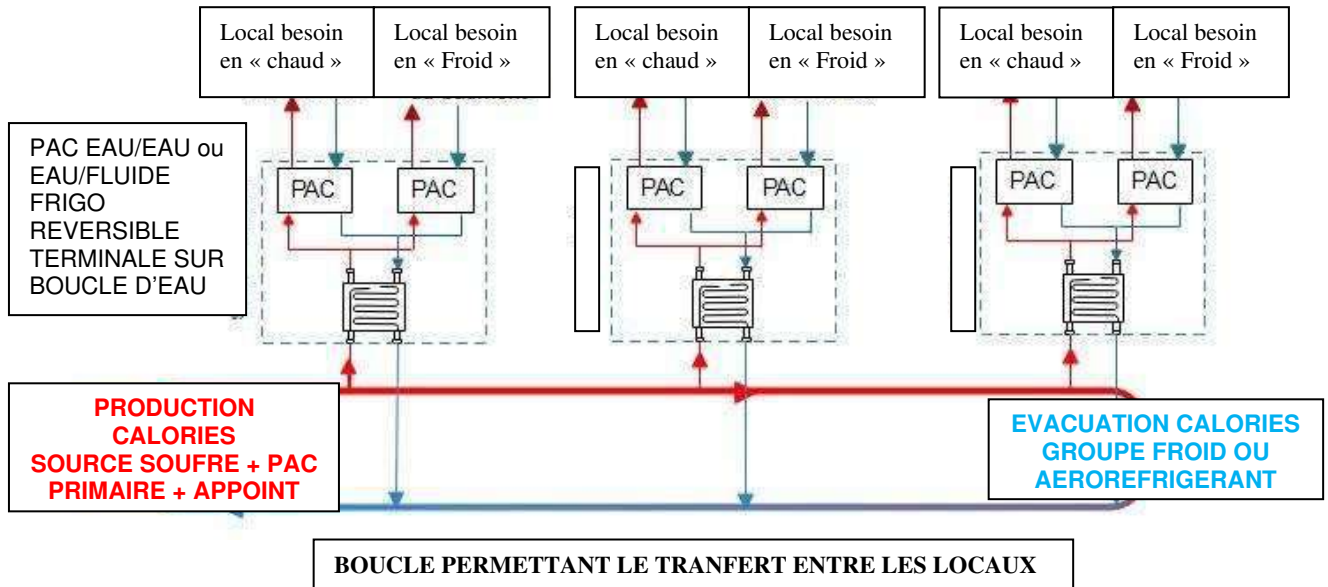 Local besoin
en « chaud »
Local besoin
en « Froid »
Local besoin
en « chaud »
Local besoin
en « Froid »
Local besoin
en « chaud »
Local besoin
en « Froid »
PAC EAU/EAU ou
EAU/FLUIDE
FRIGO
REVERSIBLE
TERMINALE SUR
BOUCLE D'EAU
PAC
PAC
PAC
PAC
PAC
PAC
PRODUCTION
CALORIES
SOURCE SOUFRE + PAC
PRIMAIRE + APPOINT
EVACUATION CALORIES
GROUPE FROID OU
AEROREFRIGERANT
BOUCLE PERMETTANT LE TRANFERT ENTRE LES LOCAUX